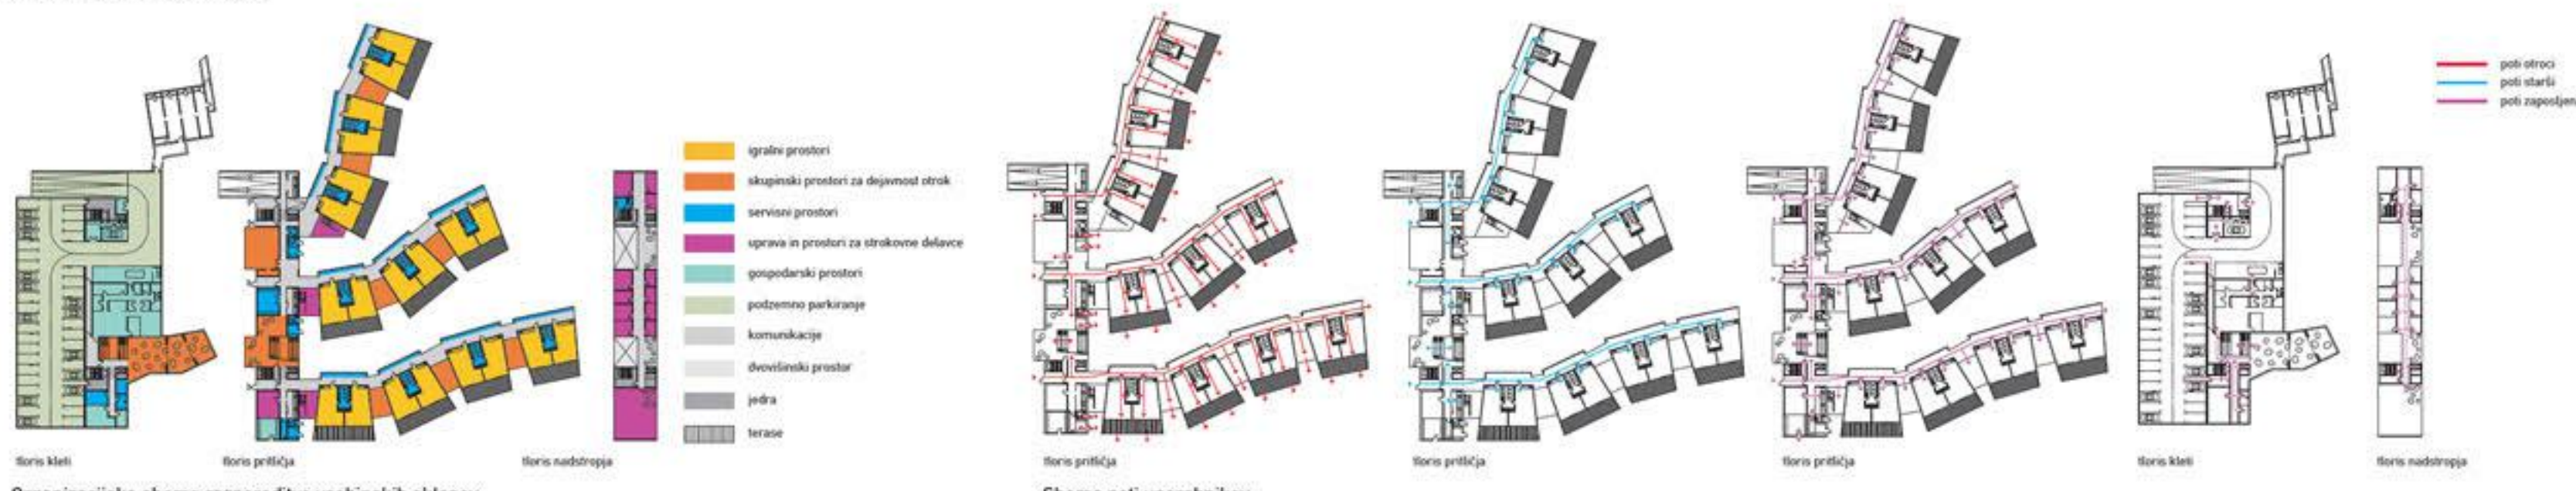 igralni prostori
skupinski prostori za dejavnost otrok
servisni prostori
uprava in prostori za strokovne delavce
gospodarski prostori
podzemno parkiranje
komunikacije
dvovišinski prostor
jedra
terase
tloris kleti
tloris pritličja
tloris nadstropja
poti otroci
poti starši
poti zaposljen
tloris pritličja
tloris pritličja
tloris pritličja
tloris kleti
tloris nadstropja